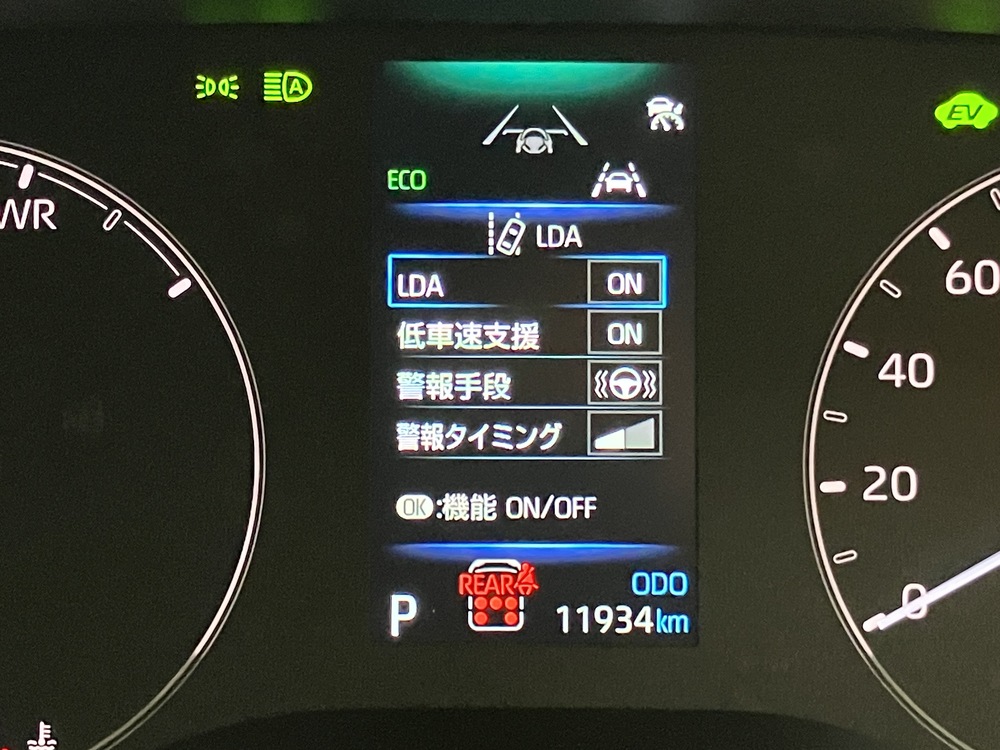 A
EV
ECO
WR
LDA
LDA ON
低車速支援 ON
警報手段
警報タイミング
OK:機能 ON/OFF
60
40
20
0
REAR
P
ODO
11934km